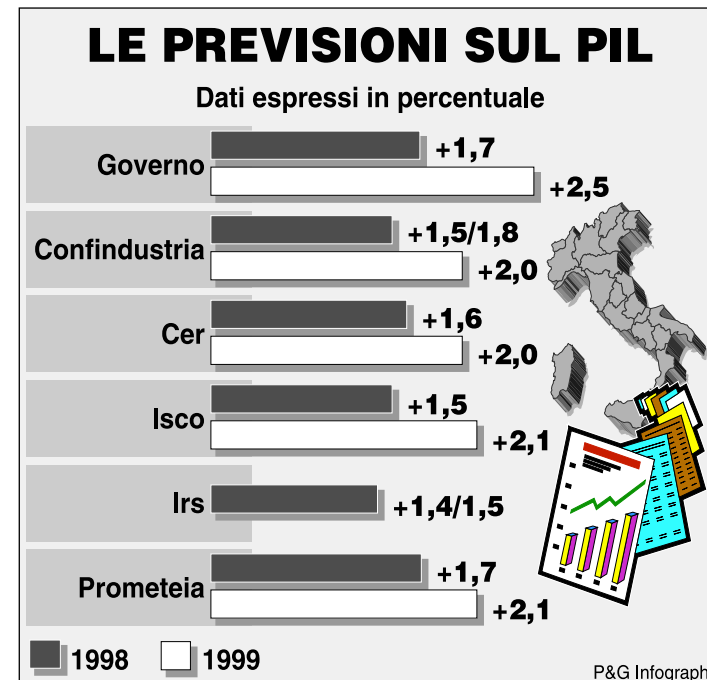 LE PREVISIONI SUL PIL
Dati espressi in percentuale
Governo
+1,7
+2,5
Confindustria
+1,5/1,8
+2,0
Cer
+1,6
+2,0
Isco
+1,5
+2,1
Irs
+1,4/1,5
Prometeia
+1,7
+2,1
1998 1999
P&G Infograph